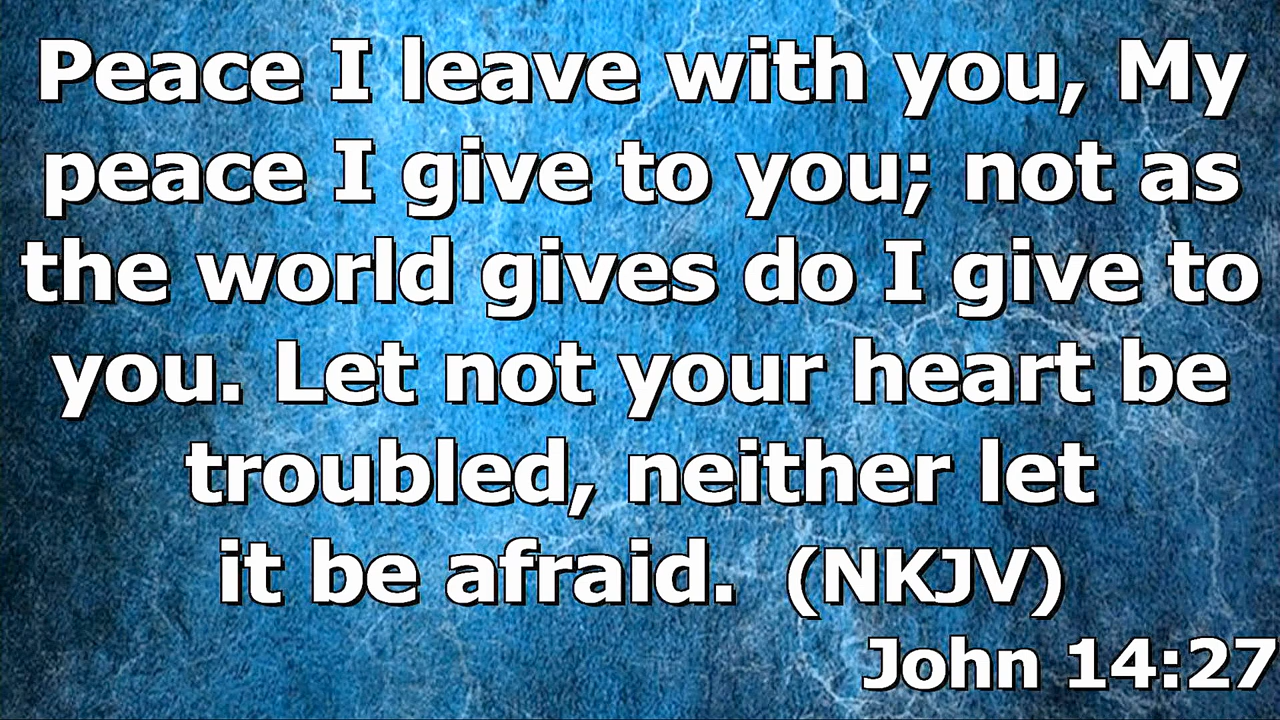 Peace I leave with you, My
peace I give to you; not as
the world gives do I give to
you. Let not your heart be
troubled, neither let
it be afraid. (NKJV)
John 14:27